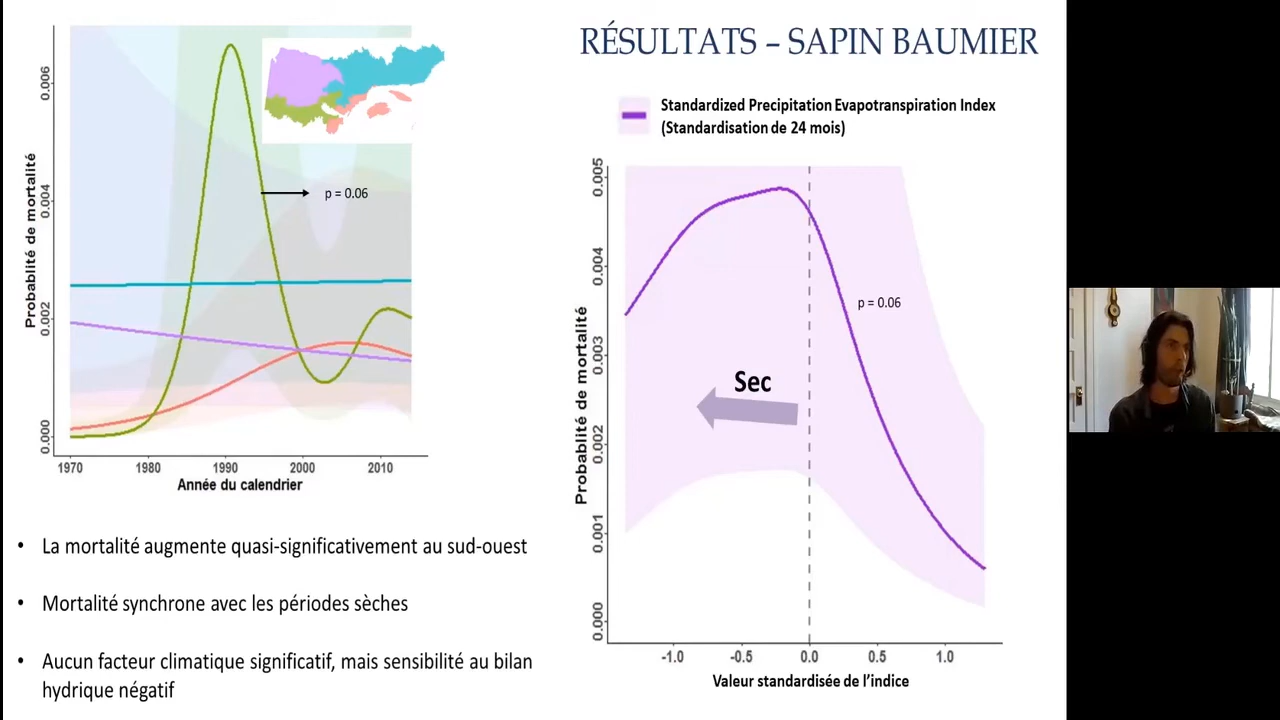 RÉSULTATS – SAPIN BAUMIER
Probablité de mortalité
0.006
0.004
0.002
0.000
p = 0.06
1970
1980
1990
2000
2010
Année du calendrier
Standardized Precipitation Evapotranspiration Index
(Standardisation de 24 mois)
Probablité de mortalité
0.005
0.004
0.003
0.002
0.001
0.000
p = 0.06
Sec
-1.0
-0.5
0.0
0.5
1.0
Valeur standardisée de l'indice
• La mortalité augmente quasi-significativement au sud-ouest
• Mortalité synchrone avec les périodes sèches
• Aucun facteur climatique significatif, mais sensibilité au bilan
hydrique négatif